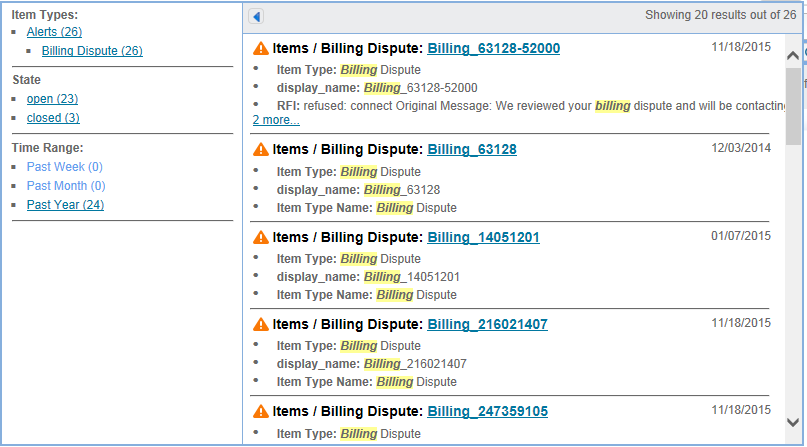 Item Types:
Alerts (26)
Billing Dispute (26)
State
open (23)
closed (3)
Time Range:
Past Week (0)
Past Month (0)
Past Year (24)
Showing 20 results out of 26
Items / Billing Dispute: Billing_63128-52000 11/18/2015
Item Type: Billing Dispute
display_name: Billing_63128-52000
RFI: refused: connect Original Message: We reviewed your billing dispute and will be contacting
2 more...
Items / Billing Dispute: Billing_63128 12/03/2014
Item Type: Billing Dispute
display_name: Billing_63128
Item Type Name: Billing Dispute
Items / Billing Dispute: Billing_14051201 01/07/2015
Item Type: Billing Dispute
display_name: Billing_14051201
Item Type Name: Billing Dispute
Items / Billing Dispute: Billing_216021407 11/18/2015
Item Type: Billing Dispute
display_name: Billing_216021407
Item Type Name: Billing Dispute
Items / Billing Dispute: Billing_247359105 11/18/2015
Item Type: Billing Dispute